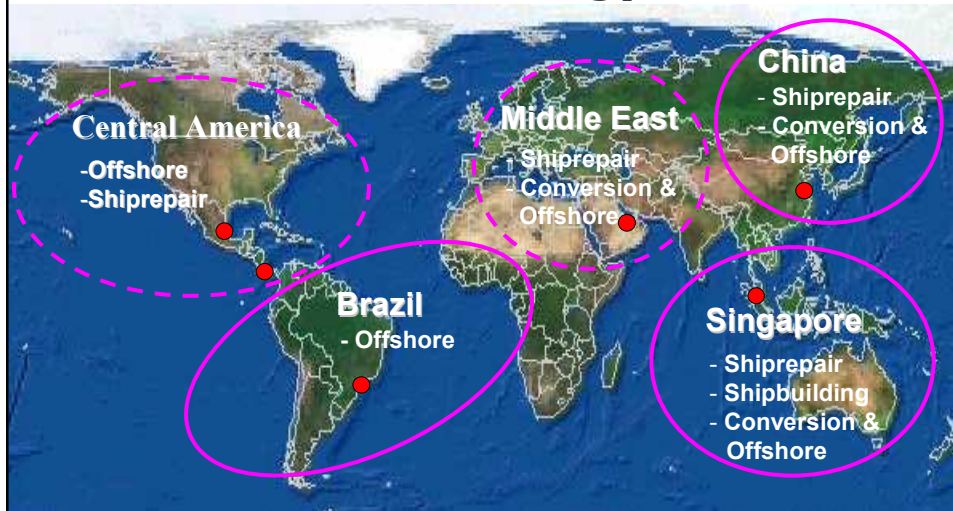 Central America
-Offshore
-Shiprepair
Middle East
- Shiprepair
- Conversion &
Offshore
China
- Shiprepair
- Conversion &
Offshore
Brazil
- Offshore
Singapore
- Shiprepair
- Shipbuilding
- Conversion &
Offshore